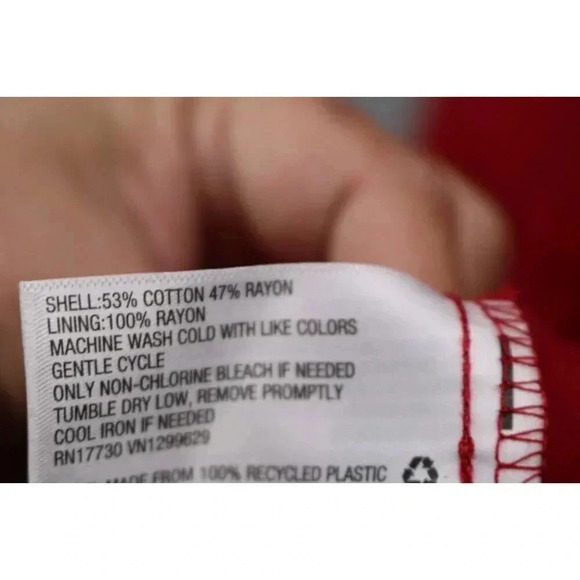 SHELL:53% COTTON 47% RAYON
LINING:100% RAYON
MACHINE WASH COLD WITH LIKE COLORS
GENTLE CYCLE
ONLY NON-CHLORINE BLEACH IF NEEDED
TUMBLE DRY LOW, REMOVE PROMPTLY
COOL IRON IF NEEDED
RN17730 VN1299629
MADE FROM 100% RECYCLED PLASTIC